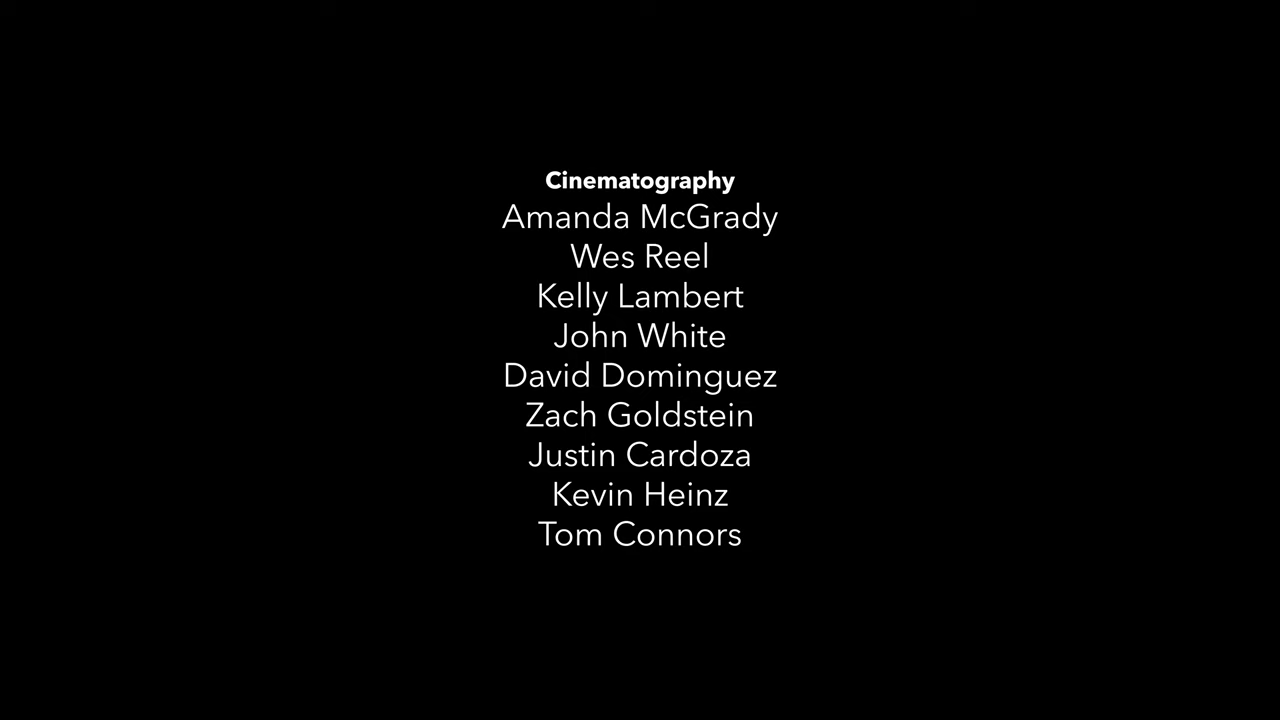 Cinematography
Amanda McGrady
Wes Reel
Kelly Lambert
John White
David Dominguez
Zach Goldstein
Justin Cardoza
Kevin Heinz
Tom Connors